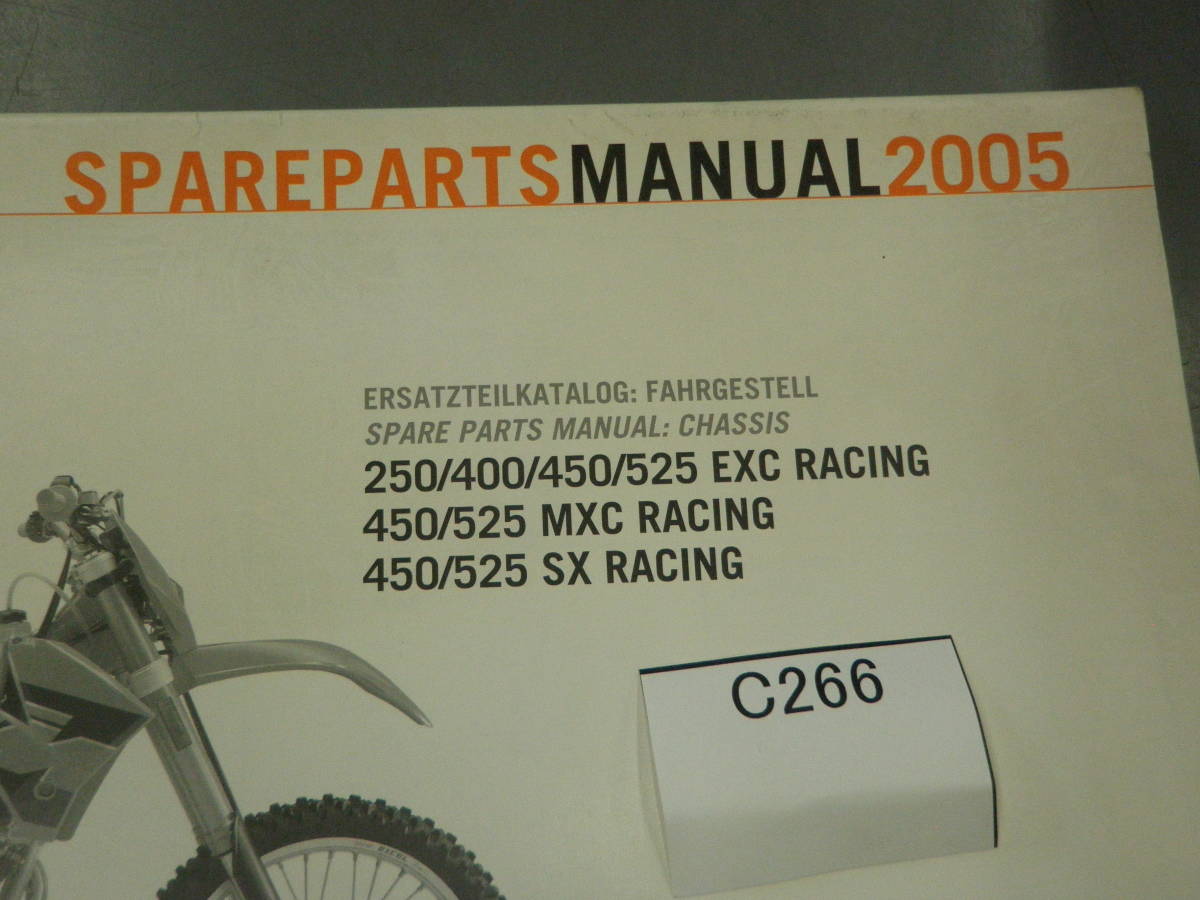 SPAREPARTSMANUAL2005
ERSATZTEILKATALOG: FAHRGESTELL
SPARE PARTS MANUAL: CHASSIS
250/400/450/525 EXC RACING
450/525 MXC RACING
450/525 SX RACING
C266
EXCEL